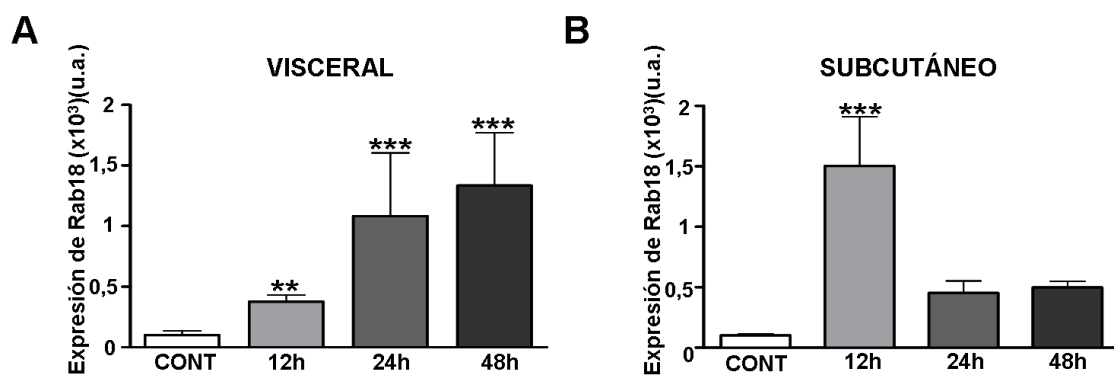 A
VISCERAL
Expresión de Rab18 (x10³)(u.a.)
2
1,5
1
0,5
0
**
***
***
CONT 12h 24h 48h
B
SUBCUTÁNEO
Expresión de Rab18 (x10³)(u.a.)
2
1,5
1
0,5
0
***
CONT 12h 24h 48h